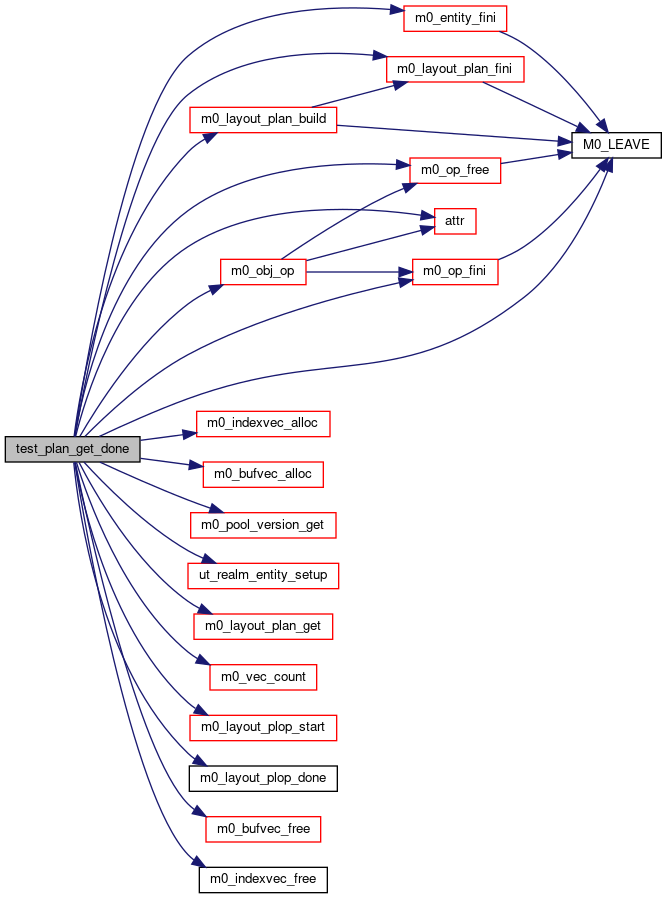 m0_entity_fini
m0_layout_plan_fini
m0_layout_plan_build
M0_LEAVE
m0_op_free
attr
m0_obj_op
m0_op_fini
m0_indexvec_alloc
test_plan_get_done
m0_bufvec_alloc
m0_pool_version_get
ut_realm_entity_setup
m0_layout_plan_get
m0_vec_count
m0_layout_plop_start
m0_layout_plop_done
m0_bufvec_free
m0_indexvec_free